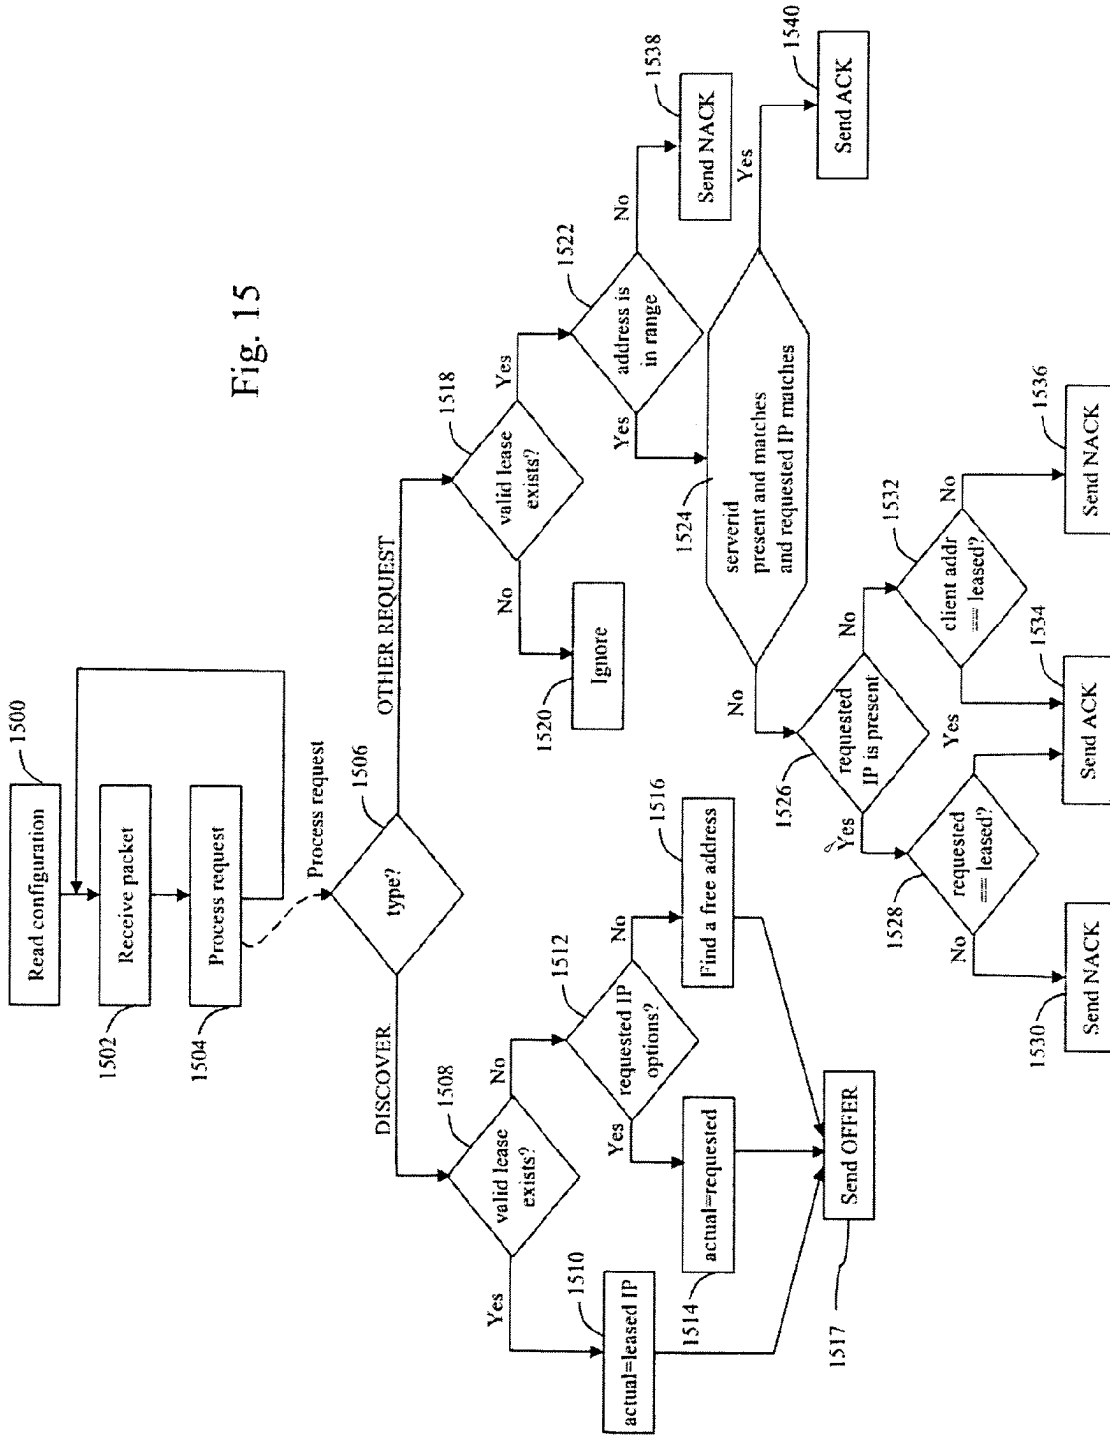 Fig. 15
1500
Read configuration
1502
Receive packet
1504
Process request
Process request
1506
type?
DISCOVER
OTHER REQUEST
1508
valid lease
exists?
Yes
No
1510
actual=leased IP
1512
requested IP
options?
Yes
No
1514
actual=requested
1516
Find a free address
1517
Send OFFER
1518
valid lease
exists?
No
Yes
1520
Ignore
1522
address is
in range
Yes
No
1538
Send NACK
1524
serverid
present and matches
and requested IP matches
No
Yes
1540
Send ACK
1526
requested
IP is present
Yes
No
1528
requested
== leased?
No
Yes
1532
client addr
== leased?
No
1530
Send NACK
1534
Send ACK
1536
Send NACK